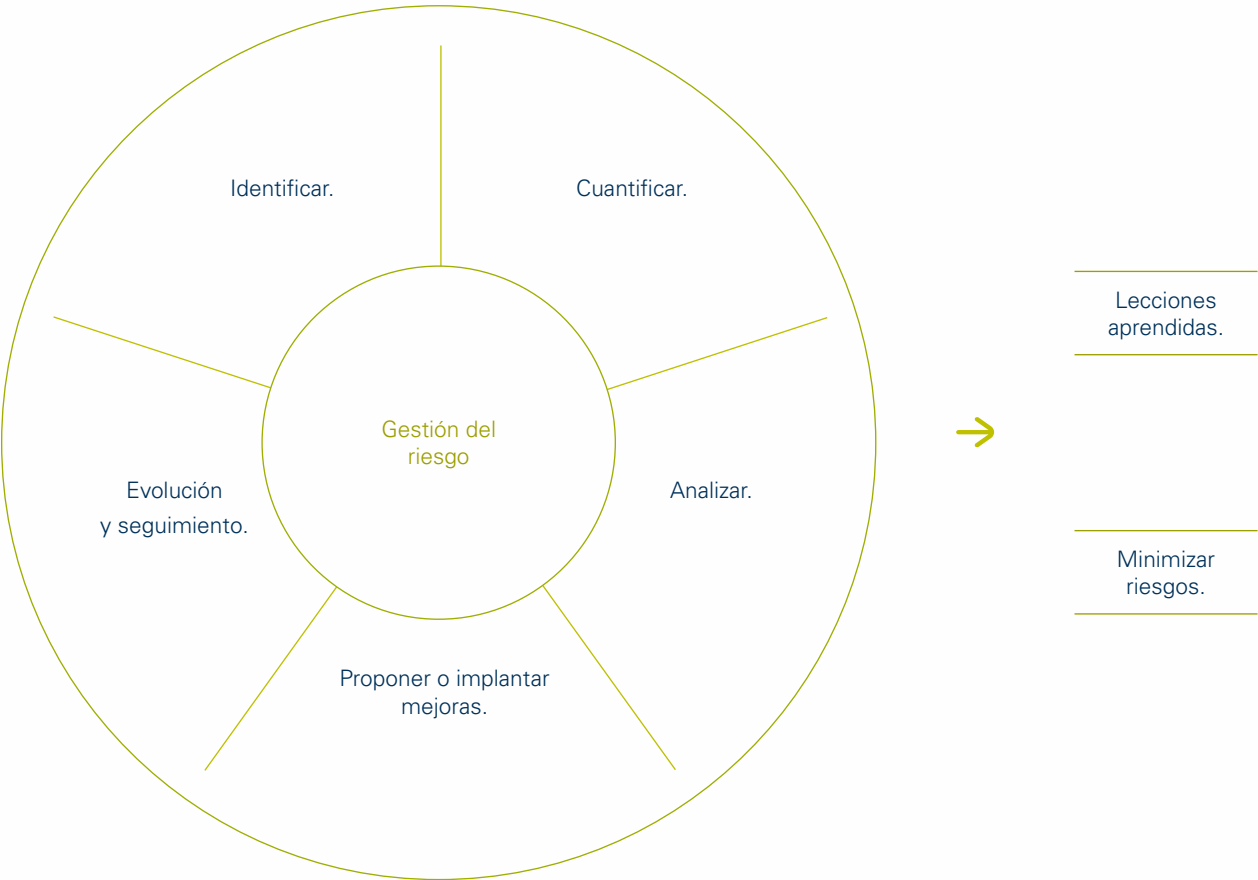 Identificar.
Cuantificar.
Lecciones
aprendidas.
Gestión del
riesgo
Evolución
y seguimiento.
Analizar.
Minimizar
riesgos.
Proponer o implantar
mejoras.